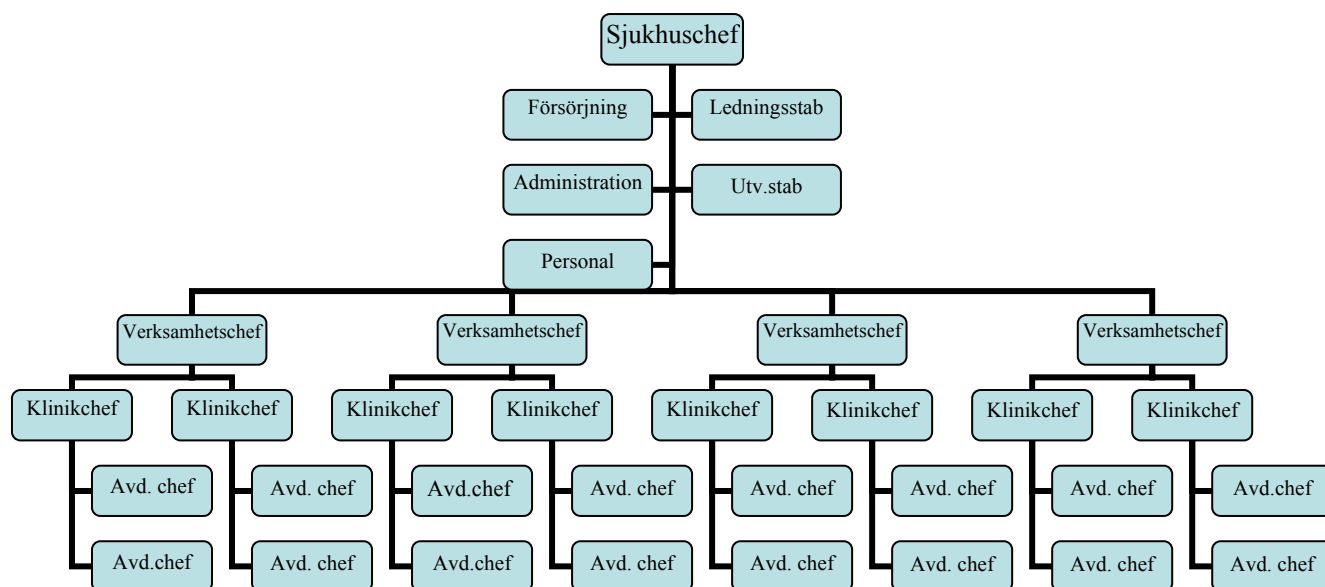 Sjukhuschef
Försörjning
Ledningsstab
Administration
Utv.stab
Personal
Verksamhetschef
Verksamhetschef
Verksamhetschef
Verksamhetschef
Klinikchef
Klinikchef
Klinikchef
Klinikchef
Klinikchef
Klinikchef
Klinikchef
Klinikchef
Avd. chef
Avd. chef
Avd.chef
Avd. chef
Avd. chef
Avd. chef
Avd. chef
Avd.chef
Avd.chef
Avd. chef
Avd.chef
Avd. chef
Avd. chef
Avd. chef
Avd. chef
Avd. chef